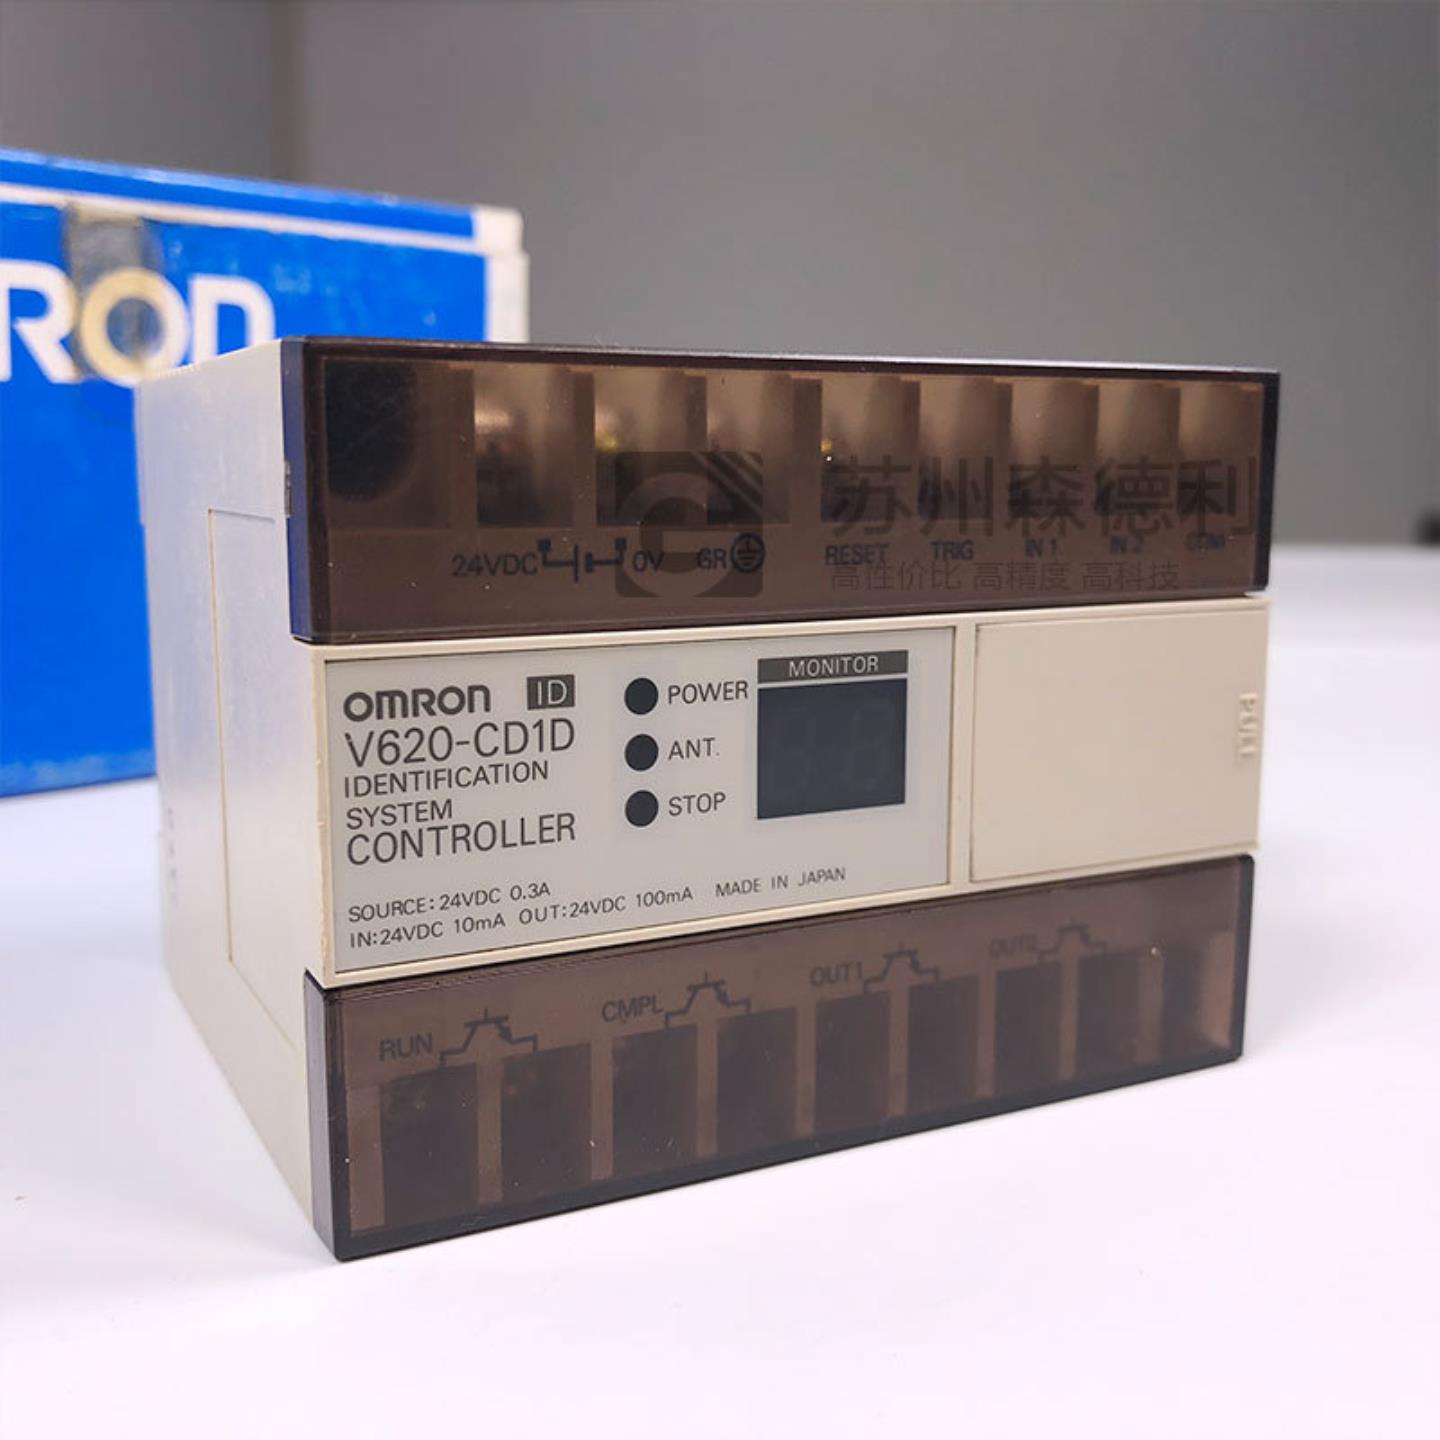 RON
24VDC 0V GR RESET TRIG IN 1 IN 2 COM
苏州森德利
高性价比 高精度 高科技
OMRON ID
V620-CD1D
IDENTIFICATION
SYSTEM
CONTROLLER
POWER
ANT.
STOP
MONITOR
SOURCE:24VDC 0.3A
IN:24VDC 10mA OUT:24VDC 100mA MADE IN JAPAN
PULL
RUN CMPL OUT1 OUT2